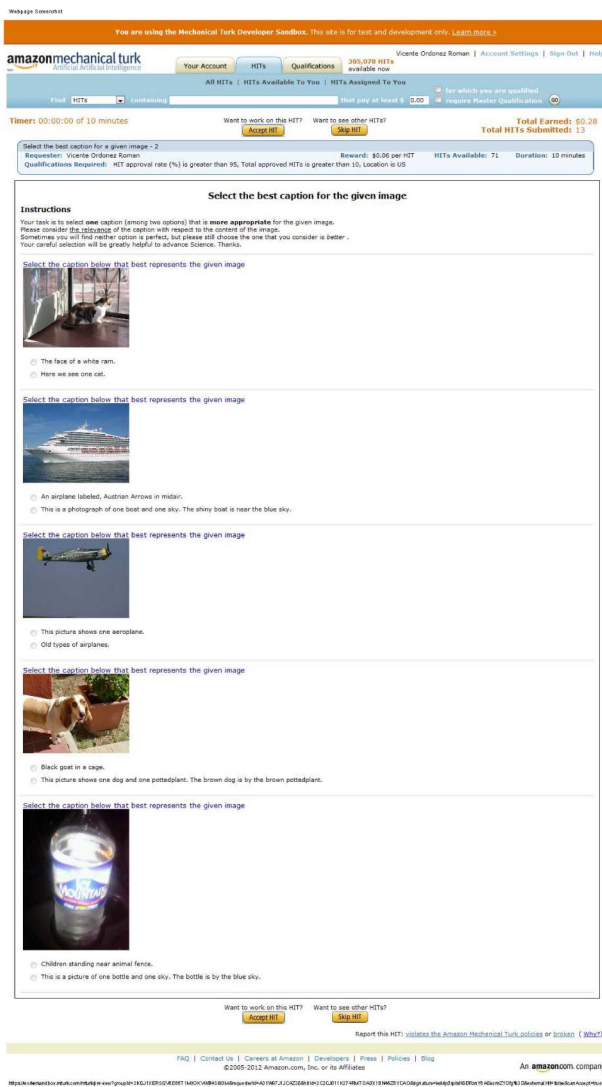 Webpage Screenshot
You are using the Mechanical Turk Developer Sandbox. This site is for test and development only. Learn more »
amazonmechanical turk
Artificial Artificial Intelligence
Your Account
HITs
Qualifications
305,078 HITs
available now
Vicente Ordonez Roman | Account Settings | Sign Out | Help
All HITs | HITs Available To You | HITs Assigned To You
Find HITs containing that pay at least $ 0.00 for which you are qualified
require Master Qualification GO
Timer: 00:00:00 of 10 minutes
Want to work on this HIT? Want to see other HITs?
Accept HIT Skip HIT
Total Earned: $0.28
Total HITs Submitted: 13
Select the best caption for a given image - 2
Requester: Vicente Ordonez Roman Reward: $0.06 per HIT HITs Available: 71 Duration: 10 minutes
Qualifications Required: HIT approval rate (%) is greater than 95, Total approved HITs is greater than 10, Location is US
Select the best caption for the given image
Instructions
Your task is to select one caption (among two options) that is more appropriate for the given image.
Please consider the relevance of the caption with respect to the content of the image.
Sometimes you will find neither option is perfect, but please still choose the one that you consider is better .
Your careful selection will be greatly helpful to advance Science. Thanks.
Select the caption below that best represents the given image
The face of a white ram.
Here we see one cat.
Select the caption below that best represents the given image
An airplane labeled, Austrian Arrows in midair.
This is a photograph of one boat and one sky. The shiny boat is near the blue sky.
Select the caption below that best represents the given image
This picture shows one aeroplane.
Old types of airplanes.
Select the caption below that best represents the given image
Black goat in a cage.
This picture shows one dog and one pottedplant. The brown dog is by the brown pottedplant.
Select the caption below that best represents the given image
ICE
MOUNTAIN
Children standing near animal fence.
This is a picture of one bottle and one sky. The bottle is by the blue sky.
Want to work on this HIT? Want to see other HITs?
Accept HIT Skip HIT
Report this HIT: violates the Amazon Mechanical Turk policies or broken ( Why?
FAQ | Contact Us | Careers at Amazon | Developers | Press | Policies | Blog
©2005-2012 Amazon.com, Inc. or its Affiliates
An amazon.com. compan